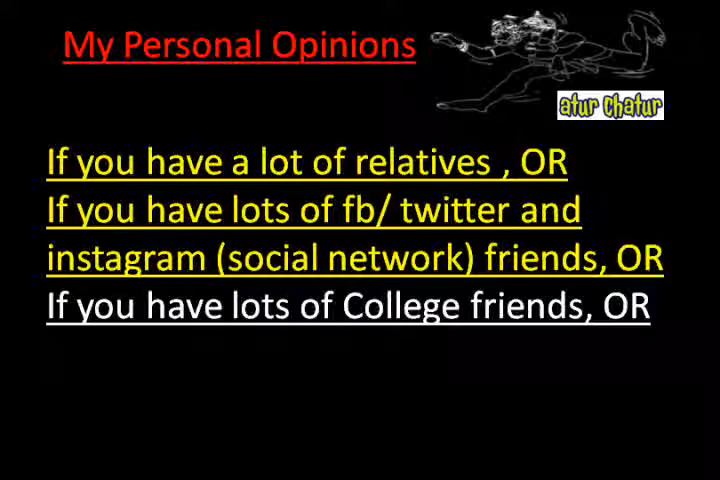 My Personal Opinions
atur chatur
If you have a lot of relatives , OR
If you have lots of fb/ twitter and
instagram (social network) friends, OR
If you have lots of College friends, OR